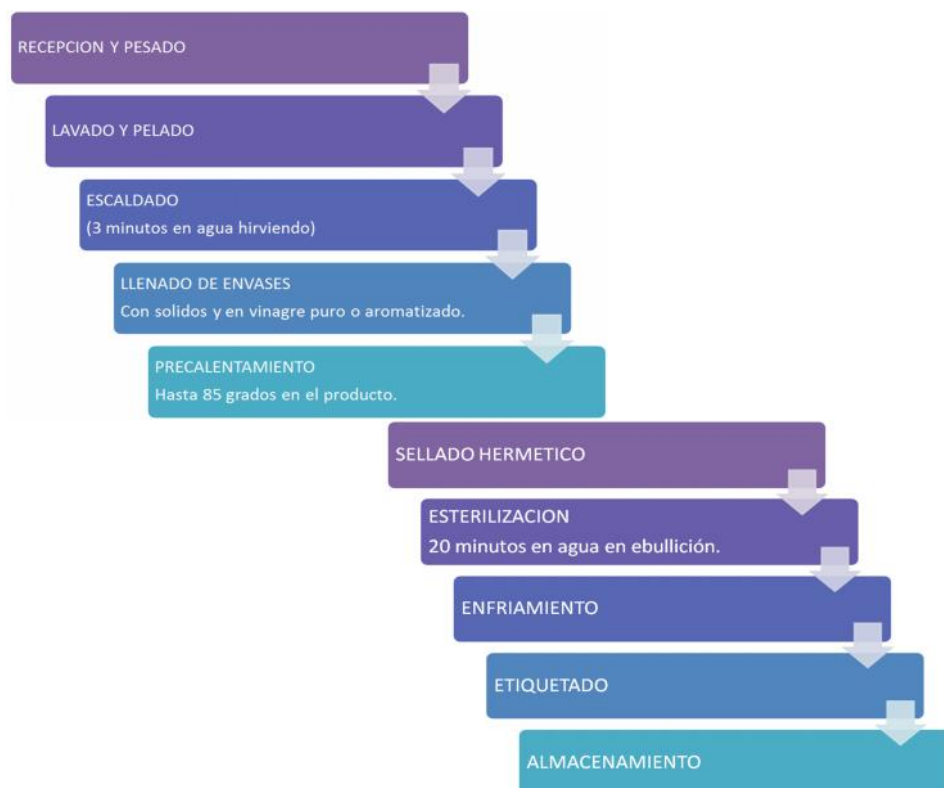 RECEPCION Y PESADO
LAVADO Y PELADO
ESCALDADO
(3 minutos en agua hirviendo)
LLENADO DE ENVASES
Con solidos y en vinagre puro o aromatizado.
PRECALENTAMIENTO
Hasta 85 grados en el producto.
SELLADO HERMETICO
ESTERILIZACION
20 minutos en agua en ebullición.
ENFRIAMIENTO
ETIQUETADO
ALMACENAMIENTO